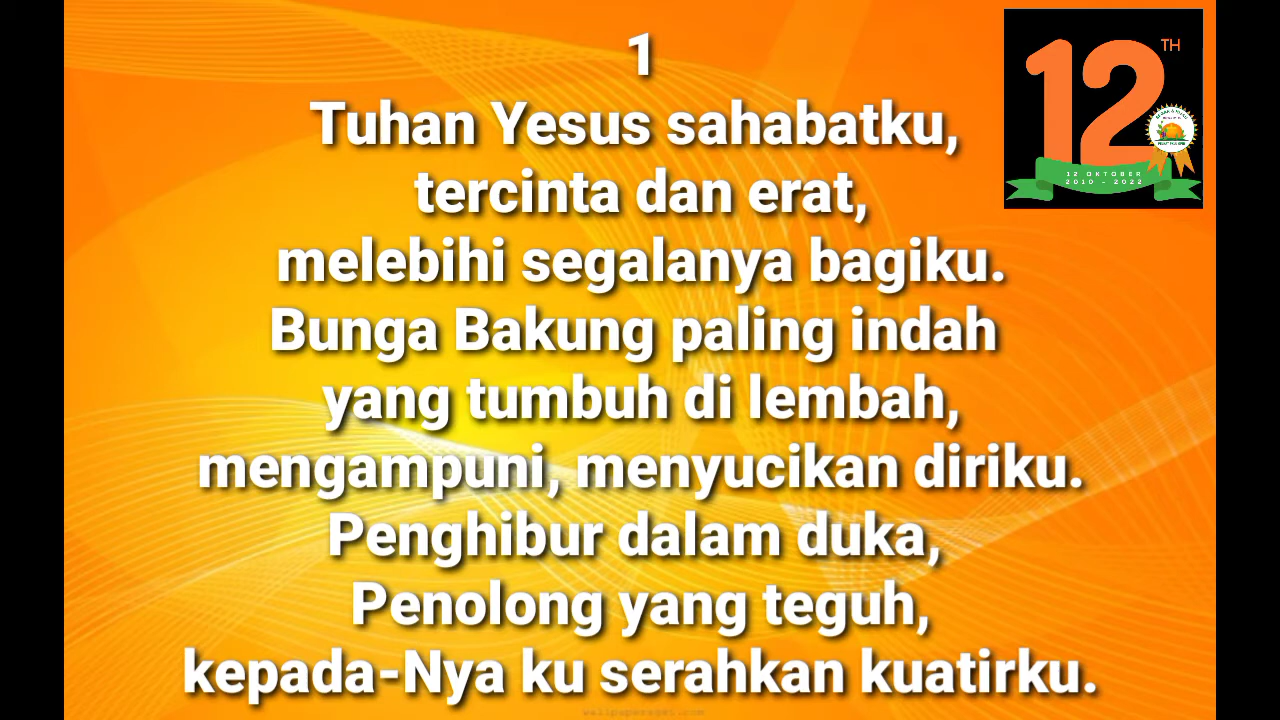 1
Tuhan Yesus sahabatku,
tercinta dan erat,
melebihi segalanya bagiku.
Bunga Bakung paling indah
yang tumbuh di lembah,
mengampuni, menyucikan diriku.
Penghibur dalam duka,
Penolong yang teguh,
kepada-Nya ku serahkan kuatirku.
12TH
12 OKTOBER
2010 - 2022